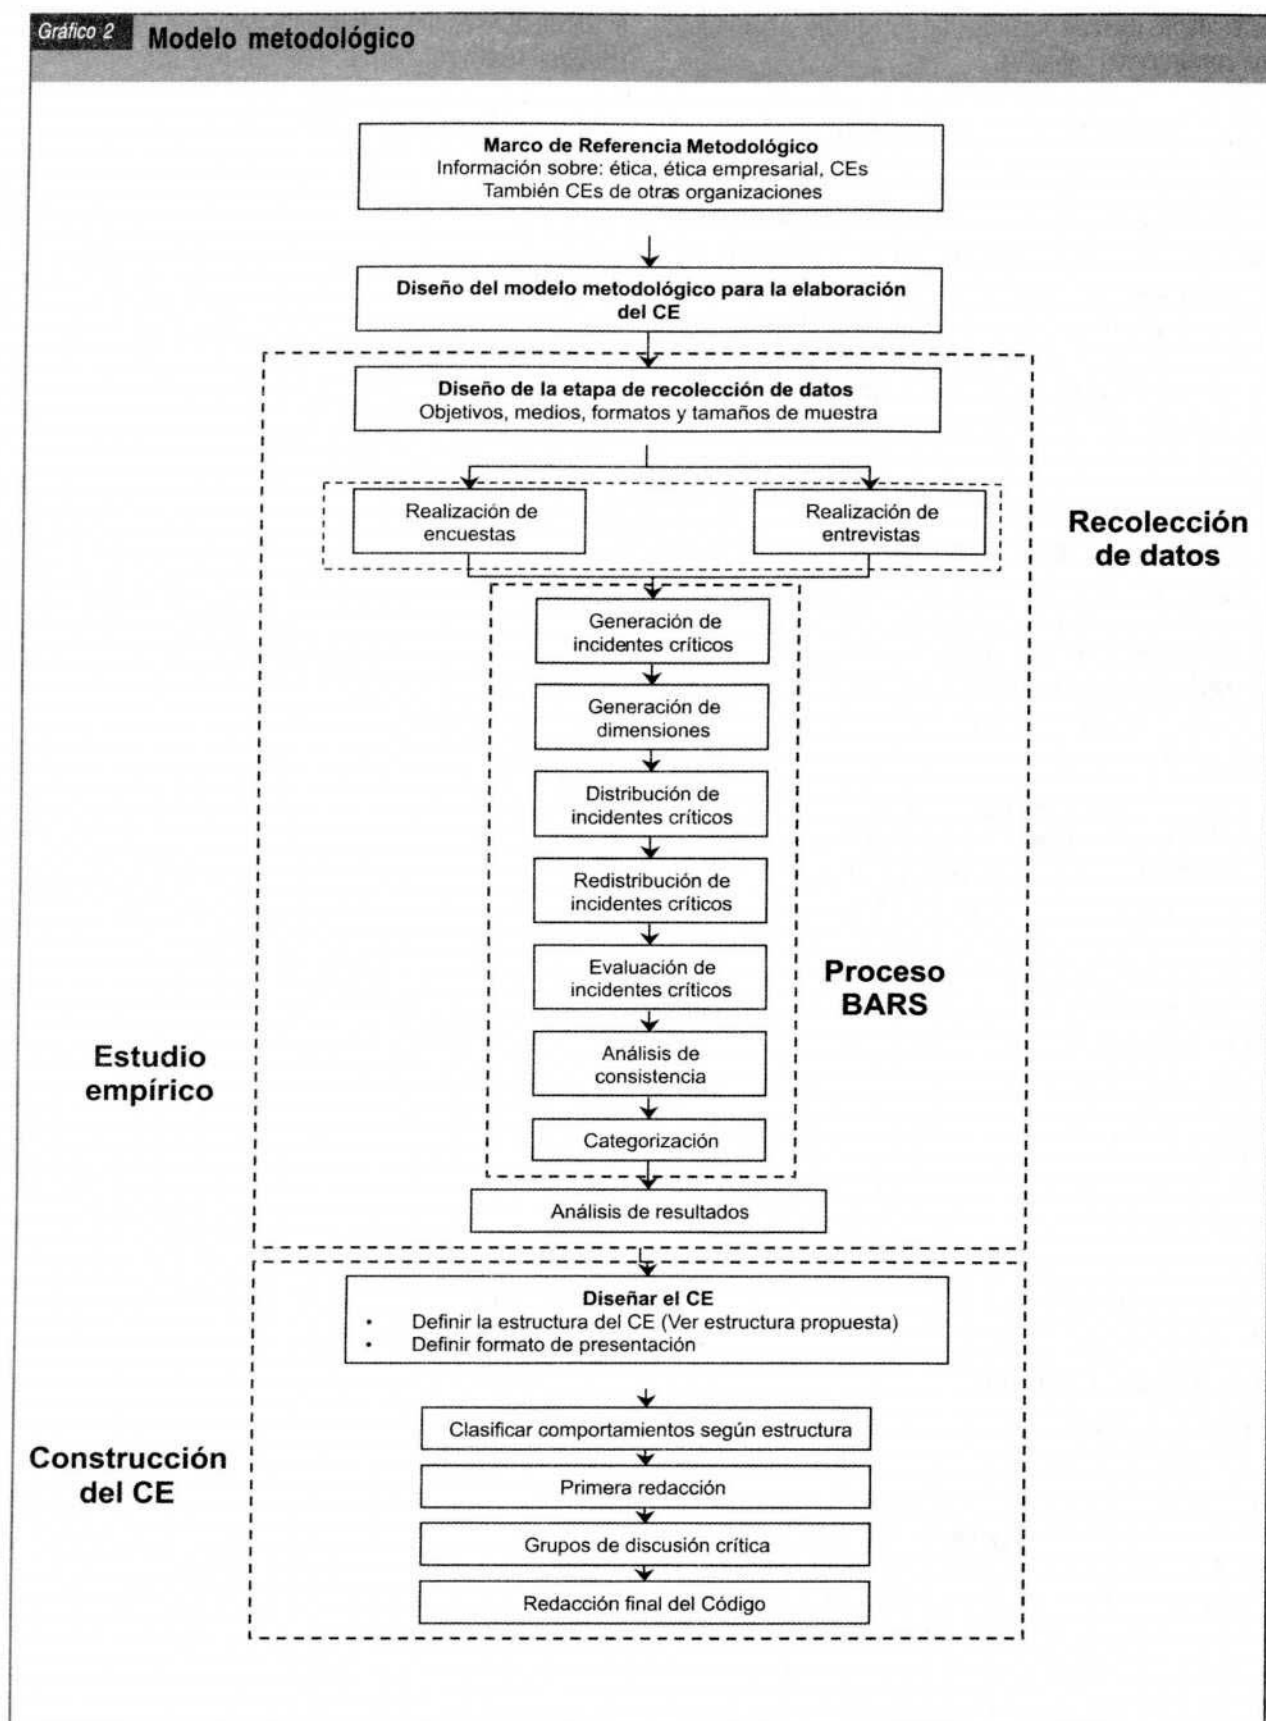 Gráfico 2
Modelo metodológico
Marco de Referencia Metodológico
Información sobre: ética, ética empresarial, CEs
También CEs de otras organizaciones
Diseño del modelo metodológico para la elaboración
del CE
Diseño de la etapa de recolección de datos
Objetivos, medios, formatos y tamaños de muestra
Realización de
encuestas
Realización de
entrevistas
Recolección
de datos
Generación de
incidentes críticos
Generación de
dimensiones
Distribución de
incidentes críticos
Redistribución de
incidentes críticos
Evaluación de
incidentes críticos
Proceso
BARS
Análisis de
consistencia
Estudio
empírico
Categorización
Análisis de resultados
Diseñar el CE
• Definir la estructura del CE (Ver estructura propuesta)
• Definir formato de presentación
Clasificar comportamientos según estructura
Construcción
del CE
Primera redacción
Grupos de discusión crítica
Redacción final del Código